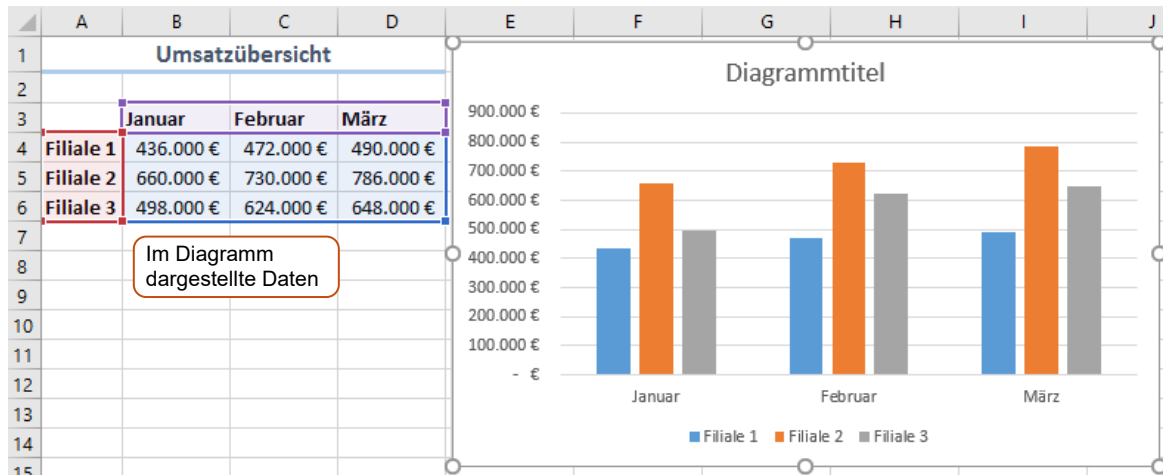 A B C D E F G H I J
1 Umsatzübersicht
2
3 Januar Februar März
4 Filiale 1 436.000 € 472.000 € 490.000 €
5 Filiale 2 660.000 € 730.000 € 786.000 €
6 Filiale 3 498.000 € 624.000 € 648.000 €
7
8
9
10
11
12
13
14
15
Im Diagramm
dargestellte Daten
Diagrammtitel
900.000 €
800.000 €
700.000 €
600.000 €
500.000 €
400.000 €
300.000 €
200.000 €
100.000 €
- €
Januar Februar März
Filiale 1 Filiale 2 Filiale 3